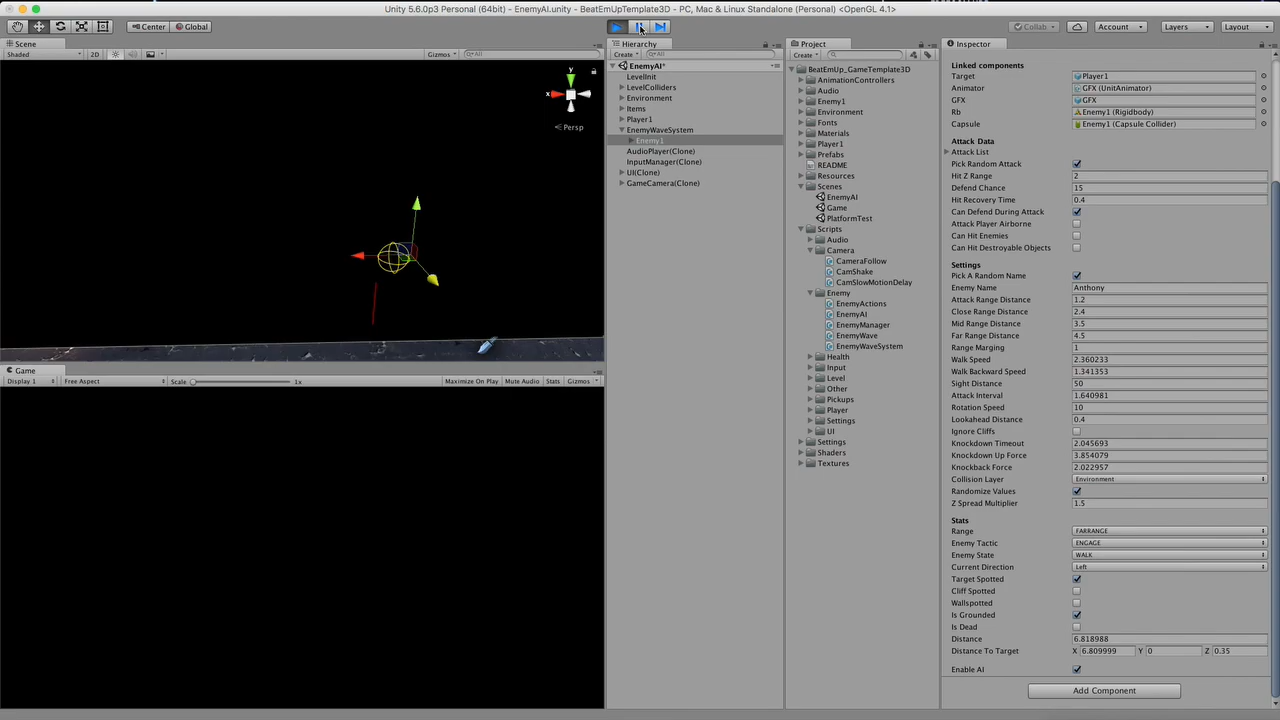 Unity 5.6.0p3 Personal (64bit) - EnemyAI.unity - BeatEmUpTemplate3D - PC, Mac & Linux Standalone (Personal) <OpenGL 4.1>
Center
Global
Collab
Account
Layers
Layout
Scene
Shaded
2D
Gizmos
All
y
x
Persp
Game
Display 1
Free Aspect
Scale
1x
Maximize On Play
Mute Audio
Stats
Gizmos
Hierarchy
Create
All
EnemyAI*
LevelInit
LevelColliders
Environment
Items
Player1
EnemyWaveSystem
Enemy1
AudioPlayer(Clone)
InputManager(Clone)
UI(Clone)
GameCamera(Clone)
Project
Create
BeatEmUp_GameTemplate3D
AnimationControllers
Audio
Enemy1
Environment
Fonts
Materials
Player1
Prefabs
README
Resources
Scenes
EnemyAI
Game
PlatformTest
Scripts
Audio
Camera
CameraFollow
CamShake
CamSlowMotionDelay
Enemy
EnemyActions
EnemyAI
EnemyManager
EnemyWave
EnemyWaveSystem
Health
Input
Level
Other
Pickups
Player
Settings
UI
Settings
Shaders
Textures
Inspector
Linked components
Target Player1
Animator GFX (UnitAnimator)
GFX GFX
Rb Enemy1 (Rigidbody)
Capsule Enemy1 (Capsule Collider)
Attack Data
Attack List
Pick Random Attack
Hit Z Range 2
Defend Chance 15
Hit Recovery Time 0.4
Can Defend During Attack
Attack Player Airborne
Can Hit Enemies
Can Hit Destroyable Objects
Settings
Pick A Random Name
Enemy Name Anthony
Attack Range Distance 1.2
Close Range Distance 2.4
Mid Range Distance 3.5
Far Range Distance 4.5
Range Marging 1
Walk Speed 2.360233
Walk Backward Speed 1.341353
Sight Distance 50
Attack Interval 1.640981
Rotation Speed 10
Lookahead Distance 0.4
Ignore Cliffs
Knockdown Timeout 2.045693
Knockdown Up Force 3.854079
Knockback Force 2.022957
Collision Layer Environment
Randomize Values
Z Spread Multiplier 1.5
Stats
Range FARRANGE
Enemy Tactic ENGAGE
Enemy State WALK
Current Direction Left
Target Spotted
Cliff Spotted
Wallspotted
Is Grounded
Is Dead
Distance 6.818988
Distance To Target X 6.809999 Y 0 Z 0.35
Enable AI
Add Component